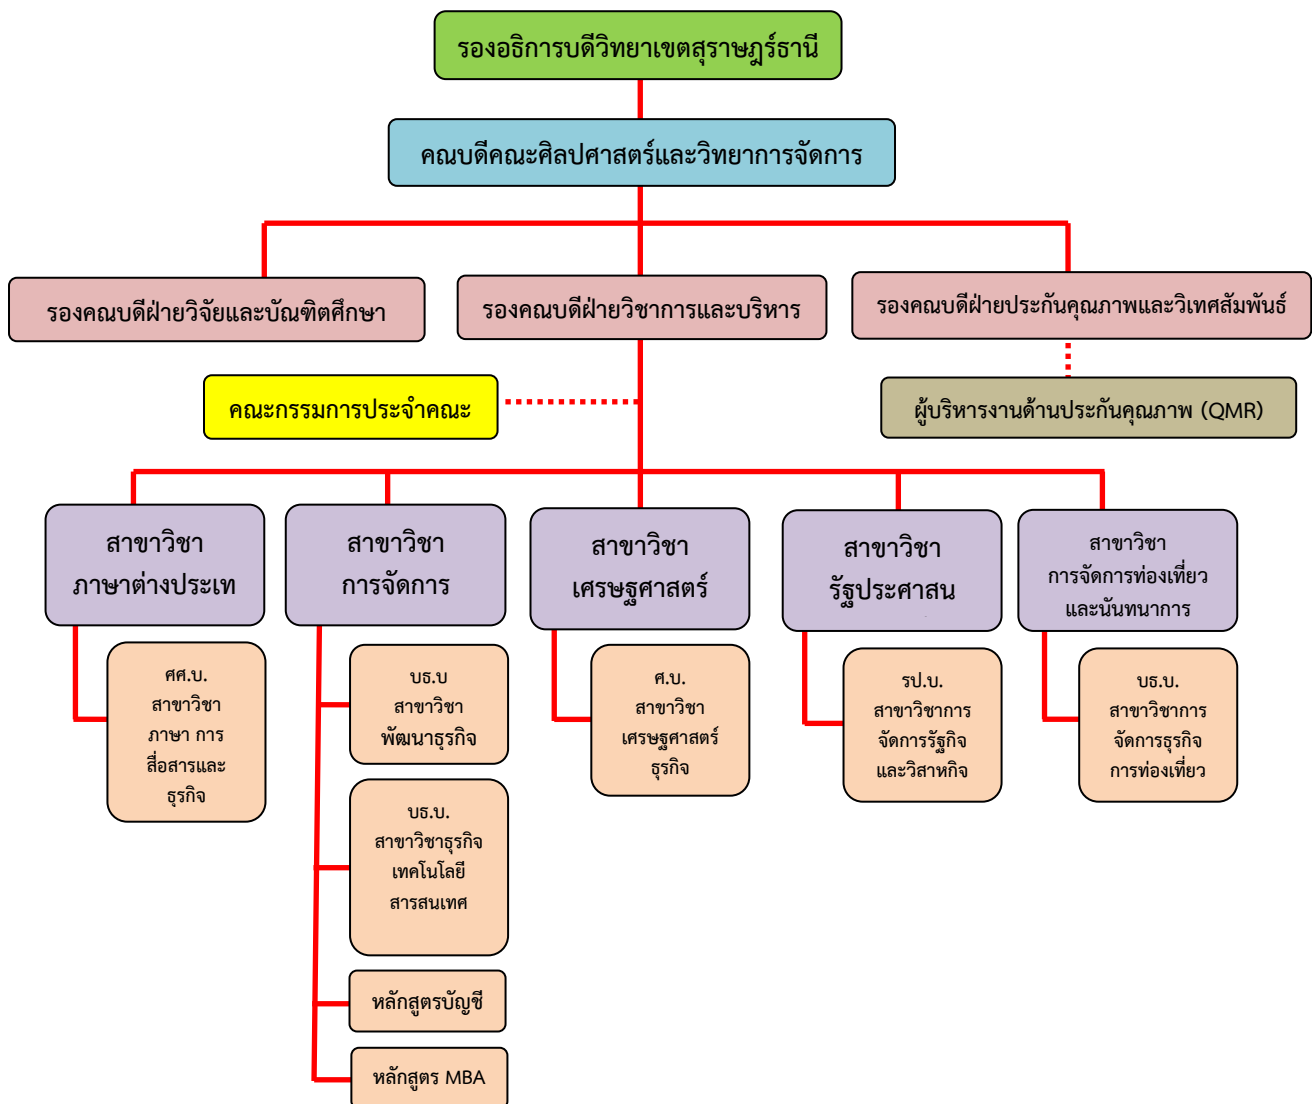 รองอธิการบดีวิทยาเขตสุราษฎร์ธานี
คณบดีคณะศิลปศาสตร์และวิทยาการจัดการ
รองคณบดีฝ่ายวิจัยและบัณฑิตศึกษา
รองคณบดีฝ่ายวิชาการและบริหาร
รองคณบดีฝ่ายประกันคุณภาพและวิเทศสัมพันธ์
คณะกรรมการประจำคณะ
ผู้บริหารงานด้านประกันคุณภาพ (QMR)
สาขาวิชา
ภาษาต่างประเท
สาขาวิชา
การจัดการ
สาขาวิชา
เศรษฐศาสตร์
สาขาวิชา
รัฐประศาสน
สาขาวิชา
การจัดการท่องเที่ยว
และนันทนาการ
ศศ.บ.
สาขาวิชา
ภาษา การ
สื่อสารและ
ธุรกิจ
บธ.บ
สาขาวิชา
พัฒนาธุรกิจ
บธ.บ.
สาขาวิชาธุรกิจ
เทคโนโลยี
สารสนเทศ
หลักสูตรบัญชี
หลักสูตร MBA
ศ.บ.
สาขาวิชา
เศรษฐศาสตร์
ธุรกิจ
รป.บ.
สาขาวิชาการ
จัดการรัฐกิจ
และวิสาหกิจ
บธ.บ.
สาขาวิชาการ
จัดการธุรกิจ
การท่องเที่ยว